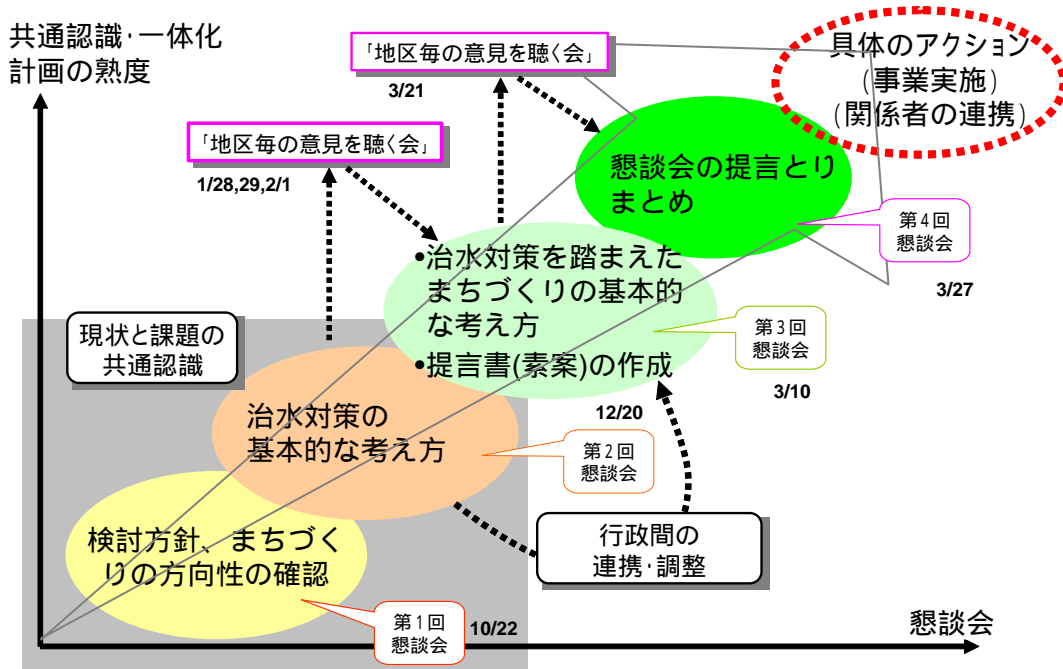 共通認識・一体化
計画の熟度
「地区毎の意見を聴く会」
3/21
具体のアクション
(事業実施)
(関係者の連携)
「地区毎の意見を聴く会」
1/28,29,2/1
懇談会の提言とり
まとめ
第4回
懇談会
3/27
•治水対策を踏まえた
まちづくりの基本的
な考え方
•提言書(素案)の作成
第3回
懇談会
3/10
現状と課題の
共通認識
治水対策の
基本的な考え方
12/20
第2回
懇談会
行政間の
連携・調整
検討方針、まちづく
りの方向性の確認
第1回
懇談会
10/22
懇談会